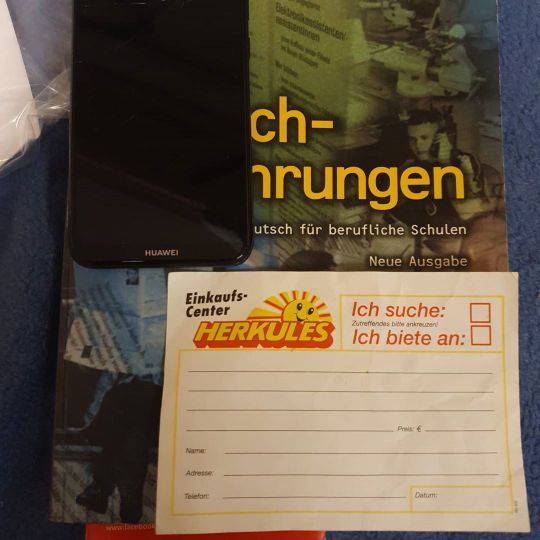 Elektronikassistenten/
ch-
hrungen
utsch für berufliche Schulen
Neue Ausgabe
HUAWEI
Einkaufs-
Center
HERKULES
Ich suche:
Zutreffendes bitte ankreuzen!
Ich biete an:
Preis: €
Name:
Adresse:
Telefon:
Datum:
www.facebook